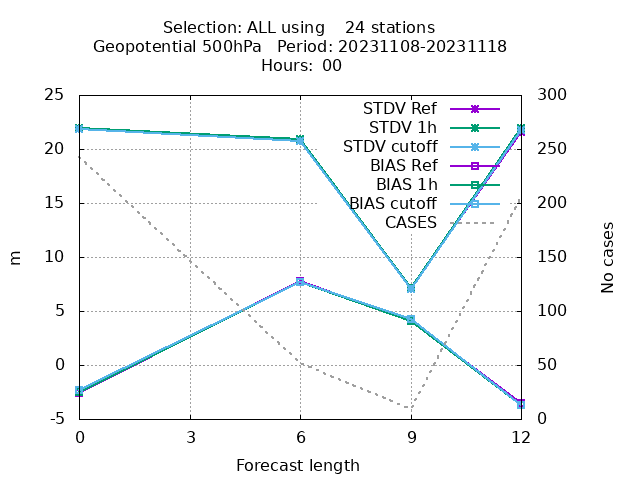 Selection: ALL using    24 stations
Geopotential 500hPa   Period: 20231108-20231118
Hours: 00
STDV Ref
STDV 1h
STDV cutoff
BIAS Ref
BIAS 1h
BIAS cutoff
CASES
25
20
15
10
5
0
-5
m
300
250
200
150
100
50
0
No cases
0
3
6
9
12
Forecast length